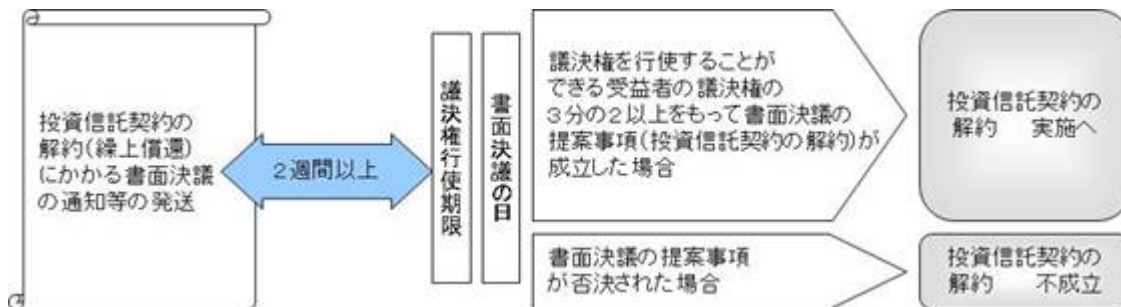 投資信託契約の
解約(繰上償還)
にかかる書面決議
の通知等の発送
2週間以上
議決権行使期限
書面決議の日
議決権を行使することが
できる受益者の議決権の
3分の2以上をもって書面決議の
提案事項(投資信託契約の解約)が
成立した場合
投資信託契約の
解約　実施へ
書面決議の提案事項
が否決された場合
投資信託契約の
解約　不成立